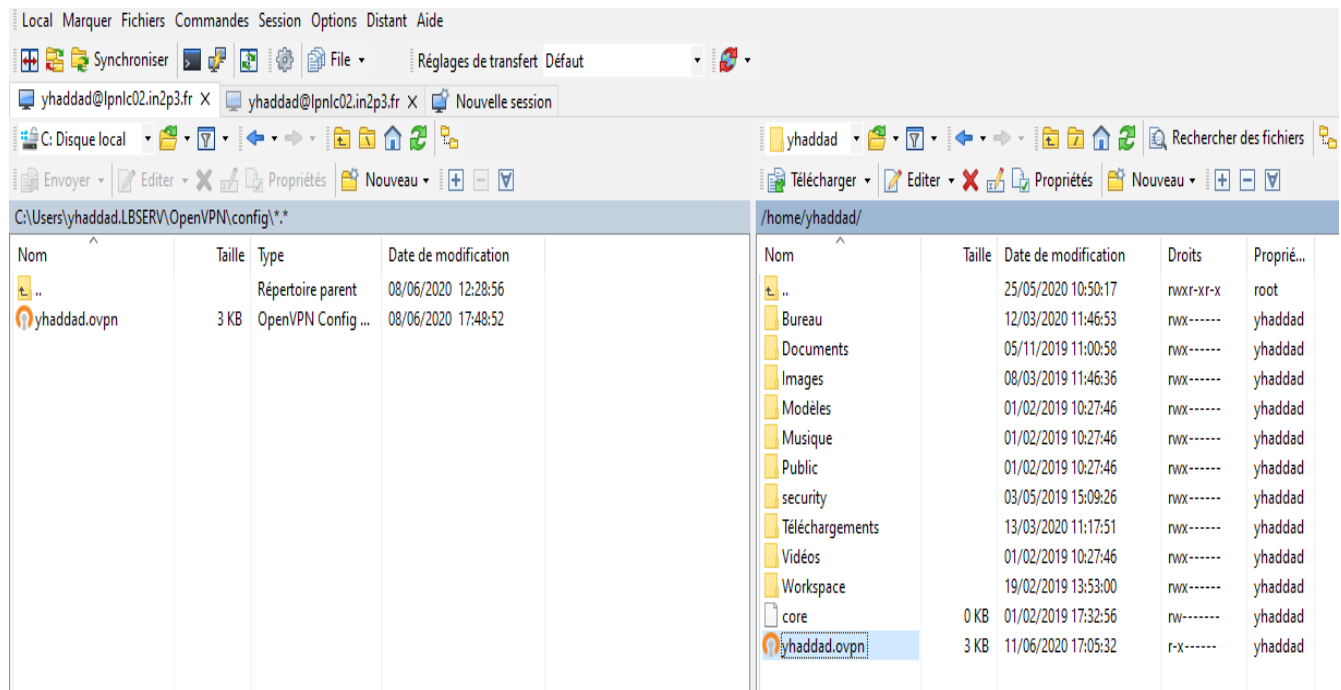 Local Marquer Fichiers Commandes Session Options Distant Aide
Synchroniser File Réglages de transfert Défaut
yhaddad@lpnlc02.in2p3.fr X yhaddad@lpnlc02.in2p3.fr X Nouvelle session
C: Disque local yhaddad Rechercher des fichiers
Envoyer Editer Propriétés Nouveau Télécharger Editer Propriétés Nouveau
C:\Users\yhaddad.LBSERV\OpenVPN\config\*.* /home/yhaddad/
Nom Taille Type Date de modification Nom Taille Date de modification Droits Proprié...
.. Répertoire parent 08/06/2020 12:28:56 .. 25/05/2020 10:50:17 rwxr-xr-x root
yhaddad.ovpn 3 KB OpenVPN Config ... 08/06/2020 17:48:52 Bureau 12/03/2020 11:46:53 rwx------ yhaddad
Documents 05/11/2019 11:00:58 rwx------ yhaddad
Images 08/03/2019 11:46:36 rwx------ yhaddad
Modèles 01/02/2019 10:27:46 rwx------ yhaddad
Musique 01/02/2019 10:27:46 rwx------ yhaddad
Public 01/02/2019 10:27:46 rwx------ yhaddad
security 03/05/2019 15:09:26 rwx------ yhaddad
Téléchargements 13/03/2020 11:17:51 rwx------ yhaddad
Vidéos 01/02/2019 10:27:46 rwx------ yhaddad
Workspace 19/02/2019 13:53:00 rwx------ yhaddad
core 0 KB 01/02/2019 17:32:56 rw------- yhaddad
yhaddad.ovpn 3 KB 11/06/2020 17:05:32 r-x------ yhaddad